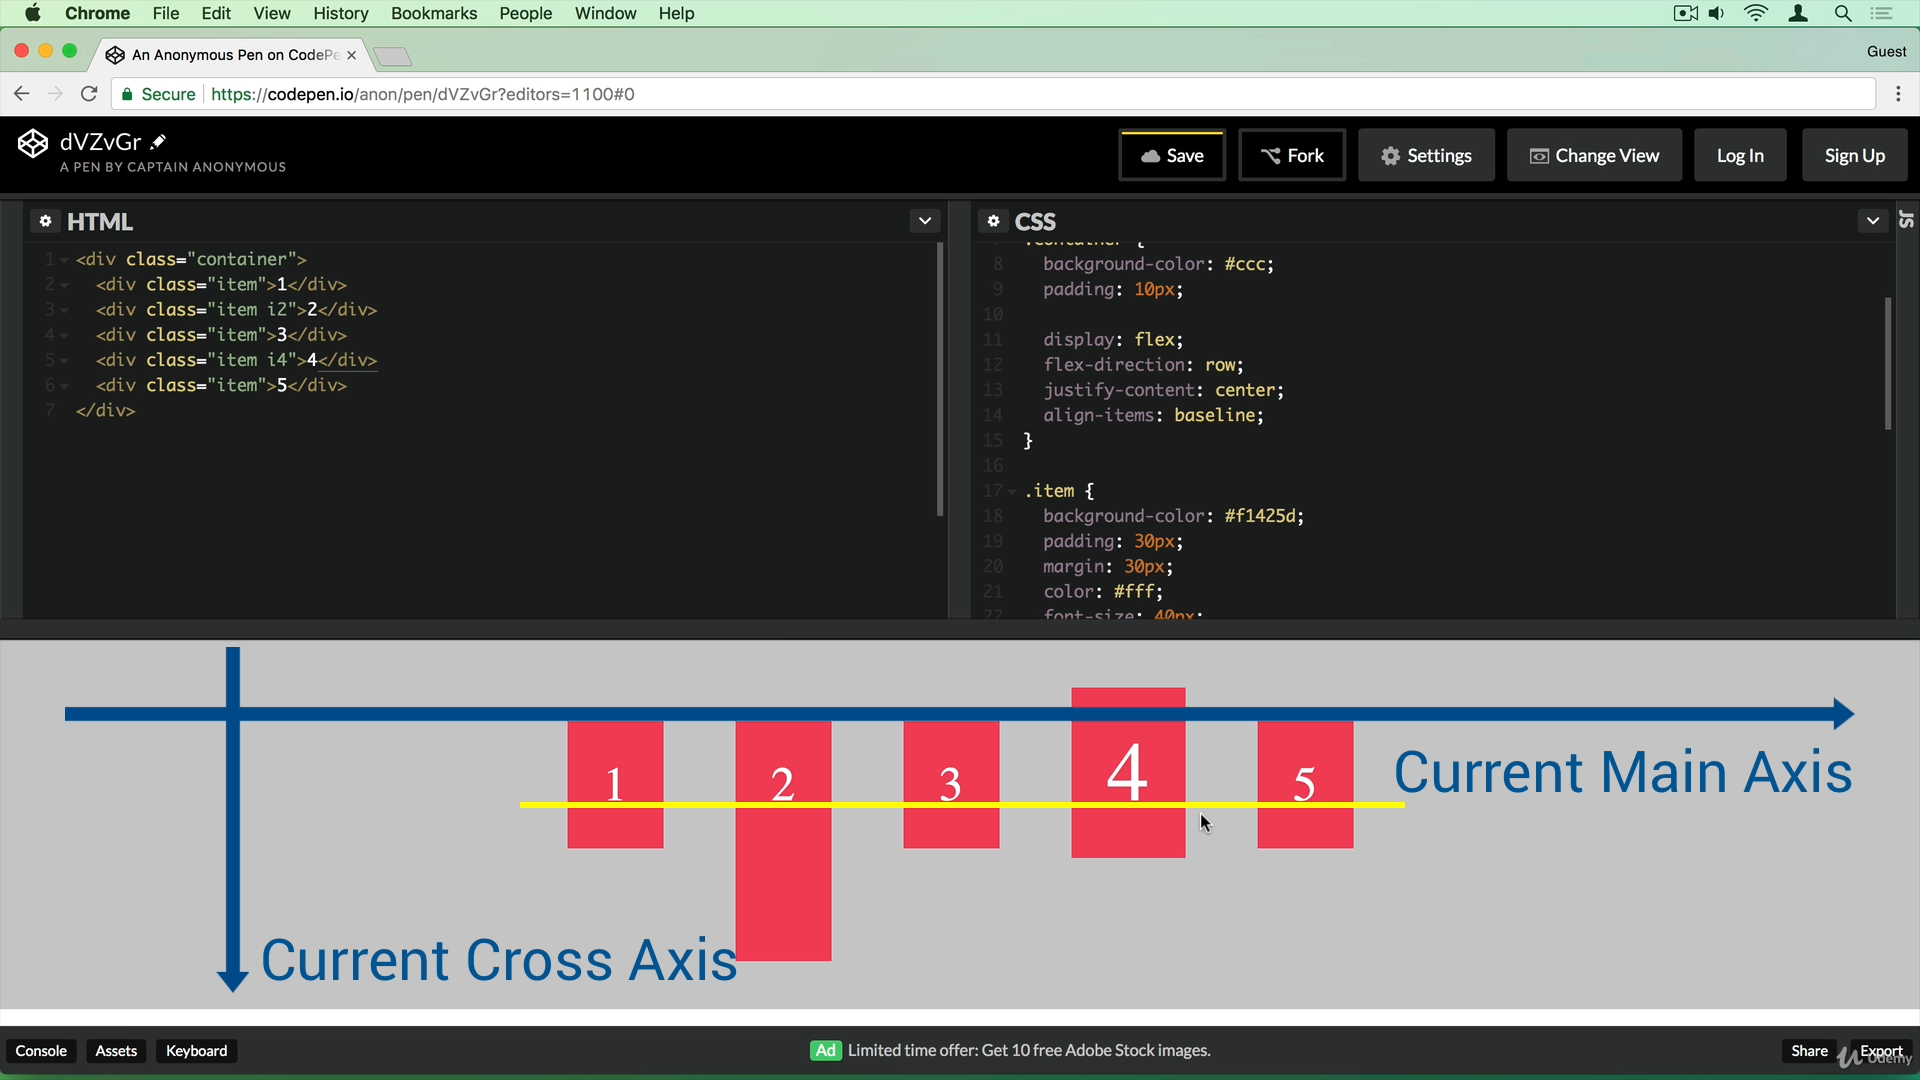 Chrome File Edit View History Bookmarks People Window Help
An Anonymous Pen on CodePe
Guest
Secure https://codepen.io/anon/pen/dVZvGr?editors=1100#0
dVZvGr
A PEN BY CAPTAIN ANONYMOUS
Save Fork Settings Change View Log In Sign Up
HTML
1 <div class="container">
2 <div class="item">1</div>
3 <div class="item i2">2</div>
4 <div class="item">3</div>
5 <div class="item i4">4</div>
6 <div class="item">5</div>
7 </div>
CSS
JS
.container {
8 background-color: #ccc;
9 padding: 10px;
10
11 display: flex;
12 flex-direction: row;
13 justify-content: center;
14 align-items: baseline;
15 }
16
17 .item {
18 background-color: #f1425d;
19 padding: 30px;
20 margin: 30px;
21 color: #fff;
22 font-size: 40px;
1 2 3 4 5
Current Main Axis
Current Cross Axis
Console Assets Keyboard
Ad Limited time offer: Get 10 free Adobe Stock images.
Share Export
Udemy